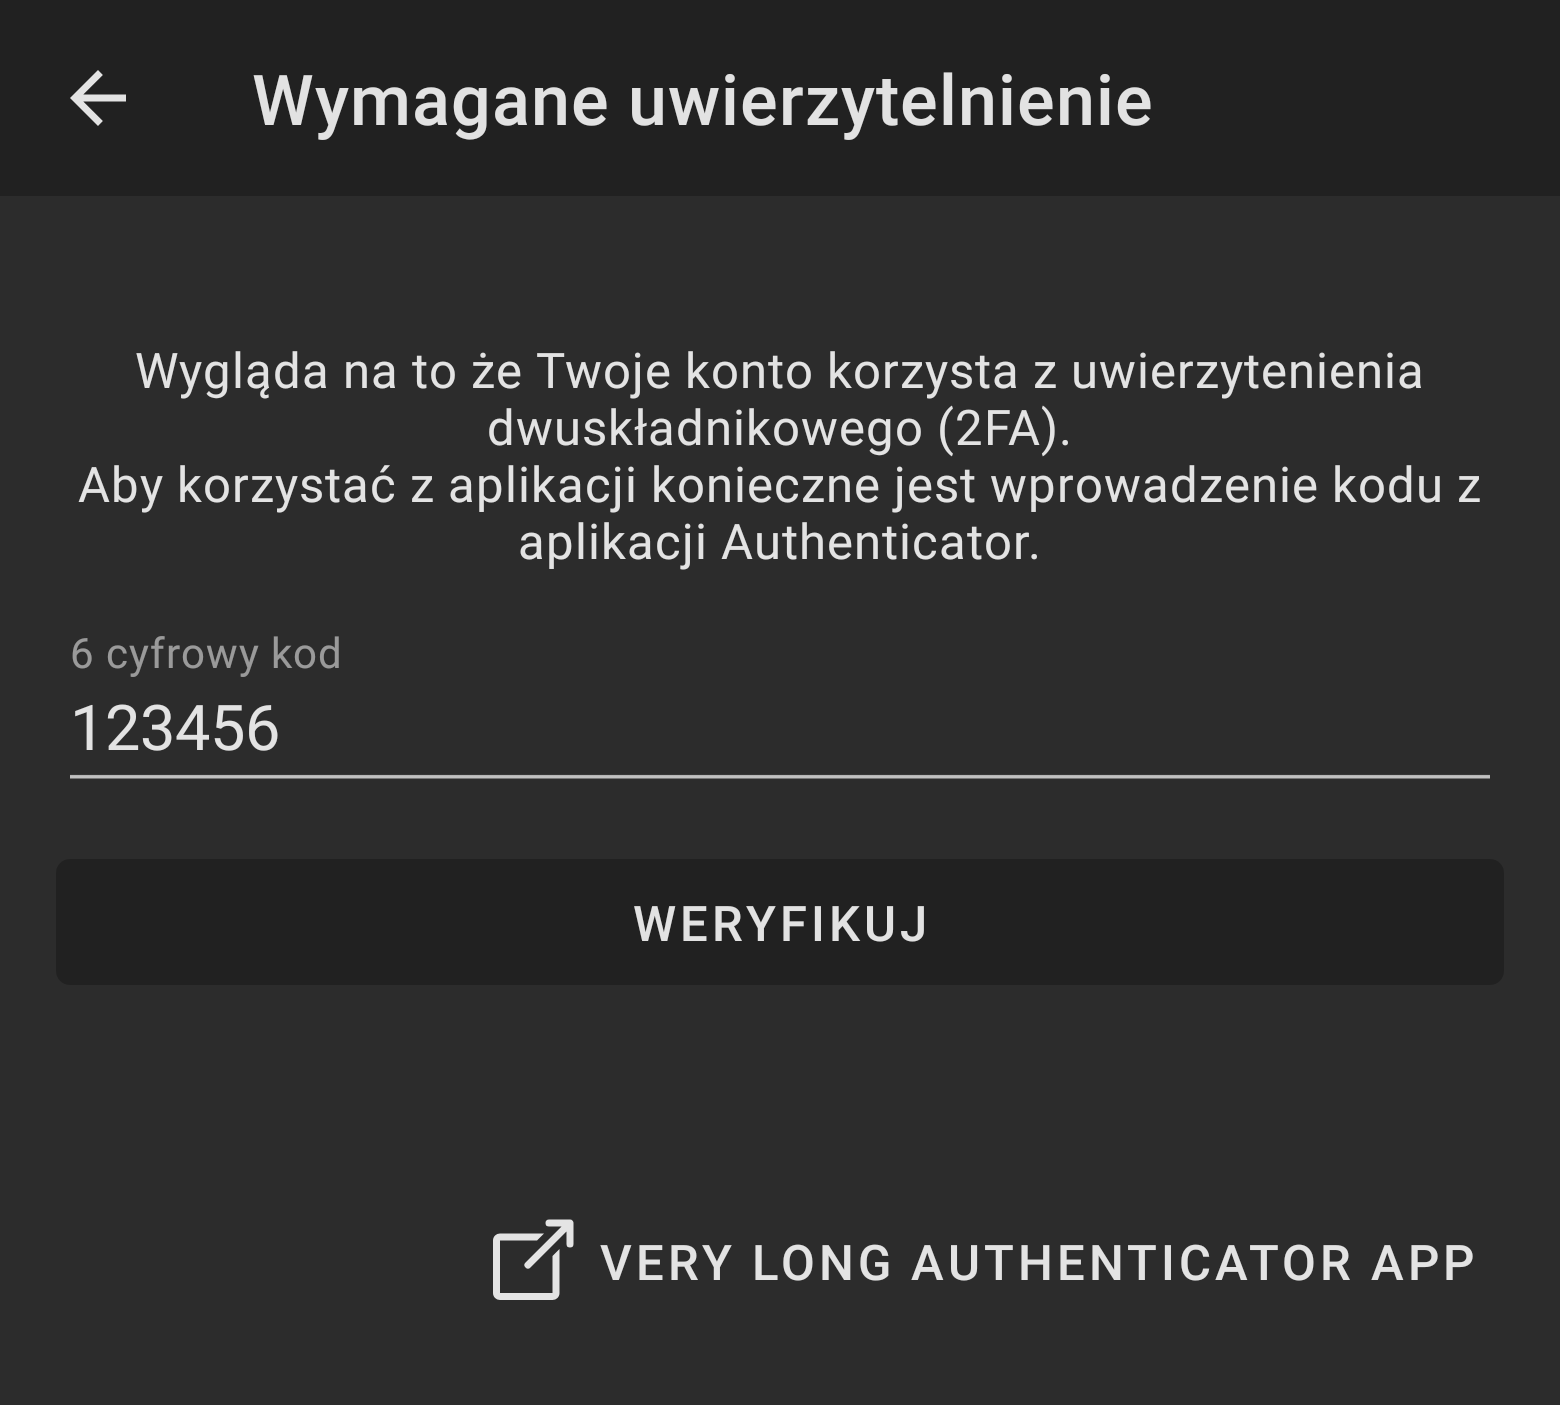 Wymagane uwierzytelnienie
Wygląda na to że Twoje konto korzysta z uwierzytenienia
dwuskładnikowego (2FA).
Aby korzystać z aplikacji konieczne jest wprowadzenie kodu z
aplikacji Authenticator.
6 cyfrowy kod
123456
WERYFIKUJ
VERY LONG AUTHENTICATOR APP